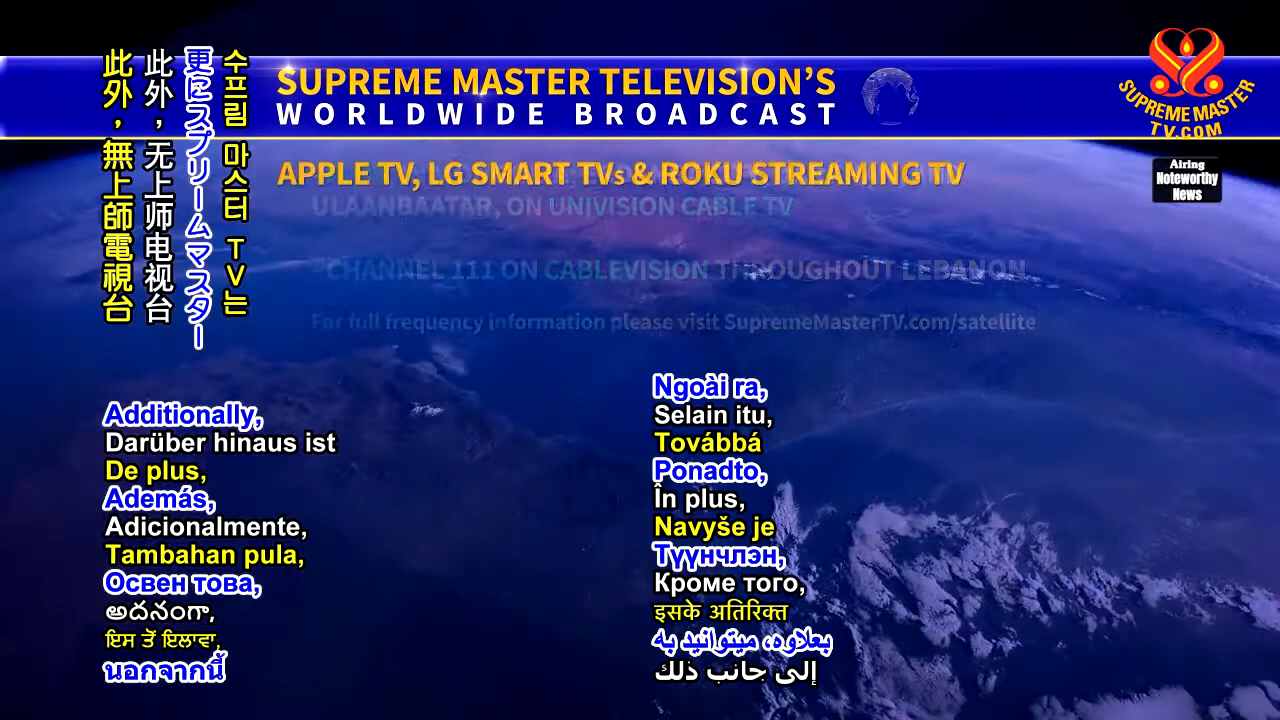 SUPREME MASTER TELEVISION'S
WORLDWIDE BROADCAST
SUPREME MASTER
TV.COM
Airing
Noteworthy
News
APPLE TV, LG SMART TVs & ROKU STREAMING TV
ULAANBAATAR, ON UNIVISION CABLE TV
CHANNEL 111 ON CABLEVISION THROUGHOUT LEBANON
For full frequency information please visit SupremeMasterTV.com/satellite
수프림 마스터 TV는
更にスプリームマスター
此外，无上师电视台
此外，無上師電視台
Additionally,
Darüber hinaus ist
De plus,
Además,
Adicionalmente,
Tambahan pula,
Освен това,
అదనంగా,
ਇਸ ਤੋਂ ਇਲਾਵਾ,
นอกจากนี้
Ngoài ra,
Selain itu,
Továbbá
Ponadto,
În plus,
Navyše je
Түүнчлэн,
Кроме того,
इसके अतिरिक्त
بعلاوه، میتوانید به
إلى جانب ذلك